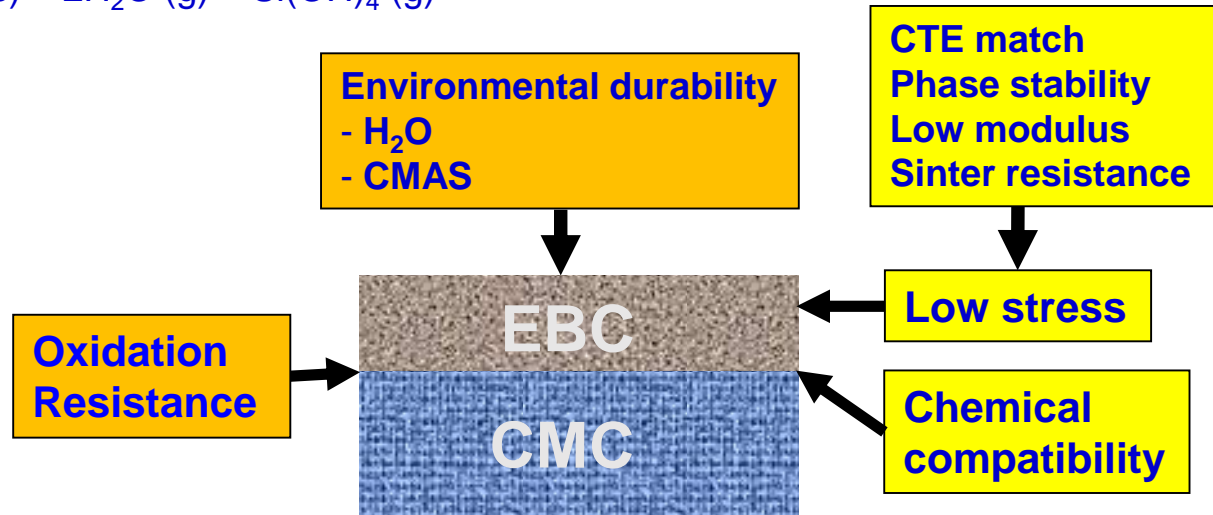 CTE match
Phase stability
Low modulus
Sinter resistance
Environmental durability
- H₂O
- CMAS
EBC
Low stress
Oxidation
Resistance
CMC
Chemical
compatibility